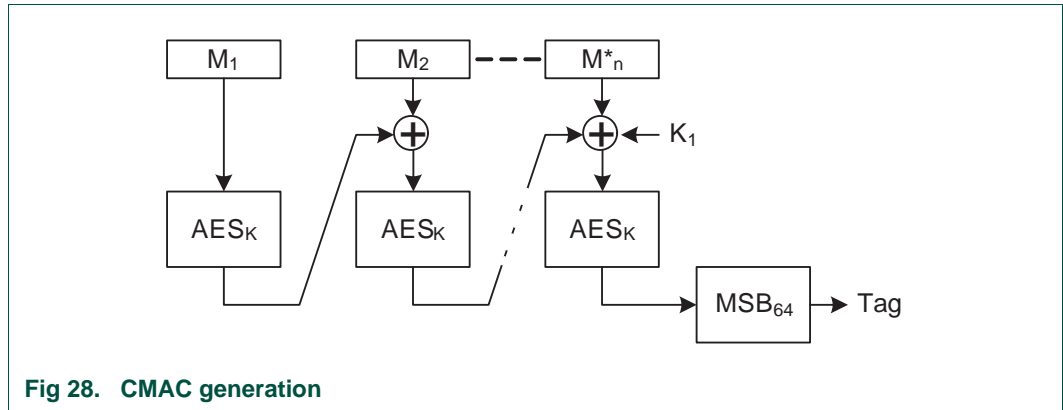 M₁ M₂ M*ₙ
K₁
AESₖ AESₖ AESₖ
MSB₆₄ Tag
Fig 28. CMAC generation